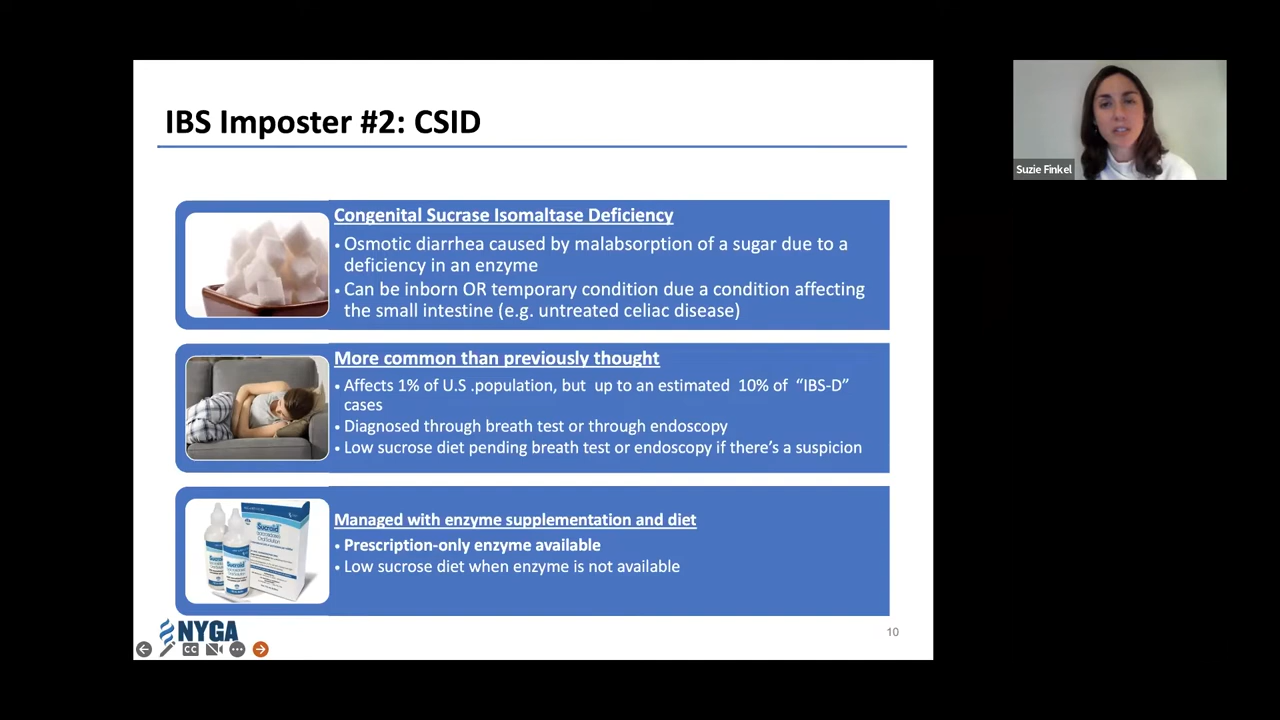 IBS Imposter #2: CSID
Suzie Finkel
Congenital Sucrase Isomaltase Deficiency
• Osmotic diarrhea caused by malabsorption of a sugar due to a
deficiency in an enzyme
• Can be inborn OR temporary condition due a condition affecting
the small intestine (e.g. untreated celiac disease)
More common than previously thought
• Affects 1% of U.S .population, but up to an estimated 10% of “IBS-D”
cases
• Diagnosed through breath test or through endoscopy
• Low sucrose diet pending breath test or endoscopy if there’s a suspicion
Sucraid
Managed with enzyme supplementation and diet
• Prescription-only enzyme available
• Low sucrose diet when enzyme is not available
NYGA
10
CC